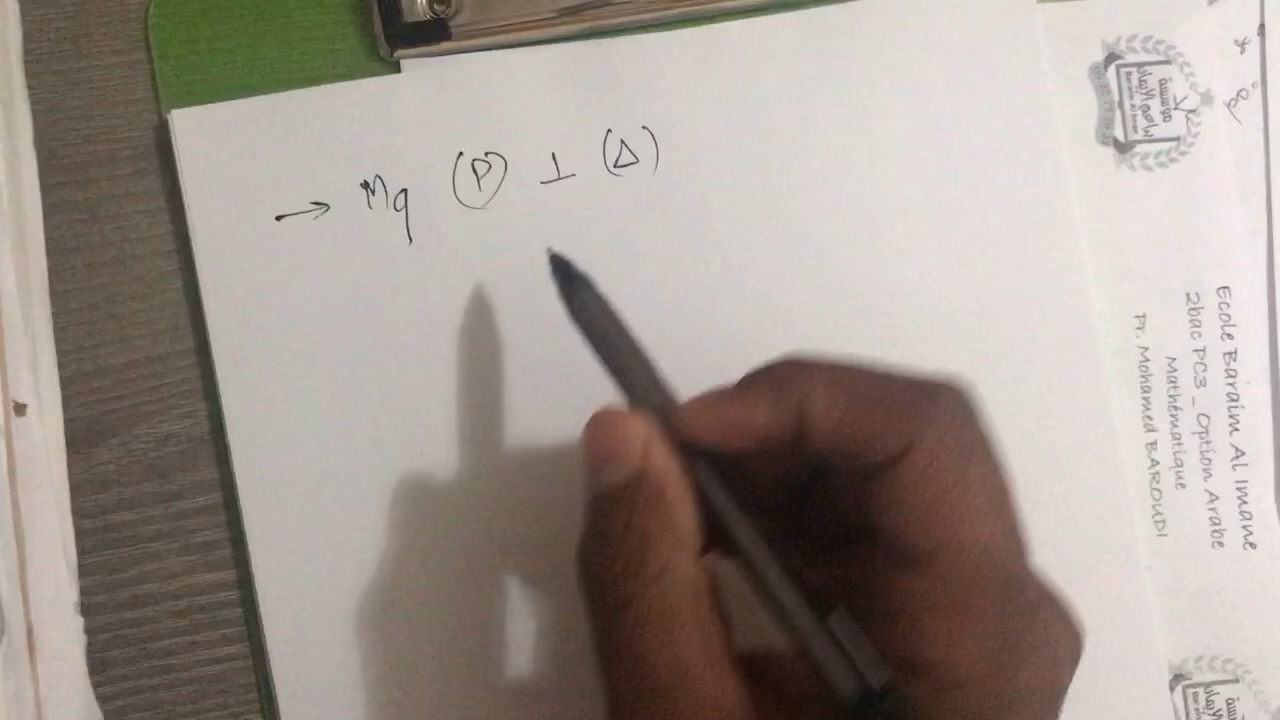 → Mq (P) ⊥ (Δ)
Ecole Baraim Al Imane
2bac PC3 _ Option Arabe
Mathématique
Pr. Mohamed BAROUDI